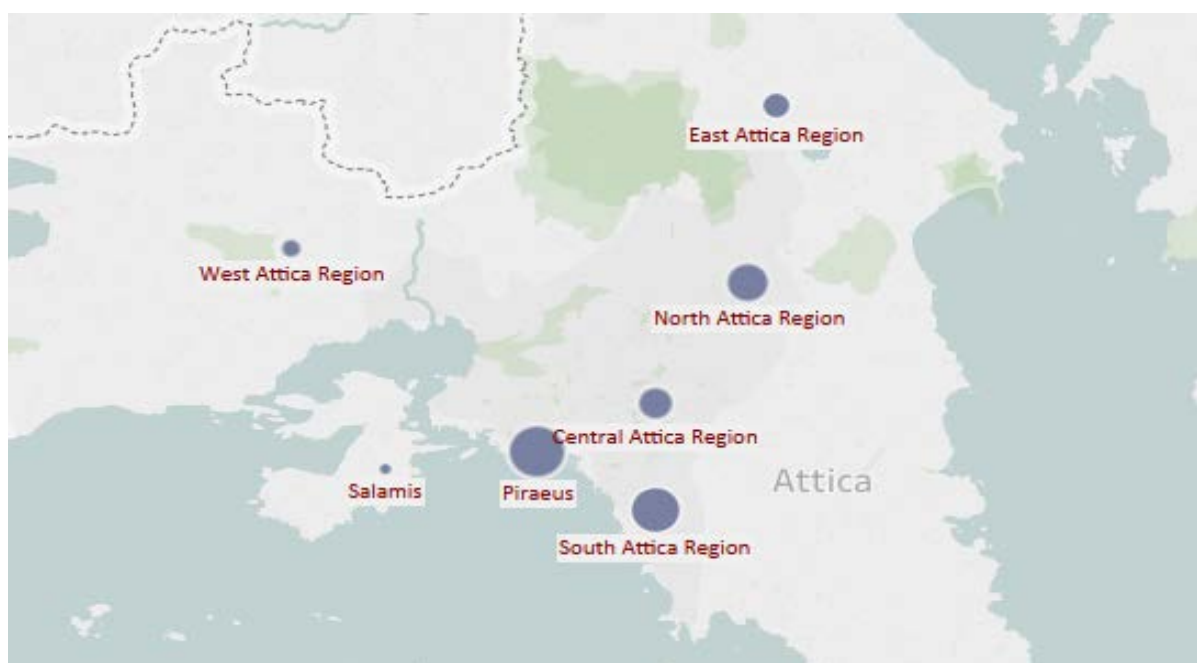 East Attica Region
West Attica Region
North Attica Region
Central Attica Region
Attica
Salamis
Piraeus
South Attica Region